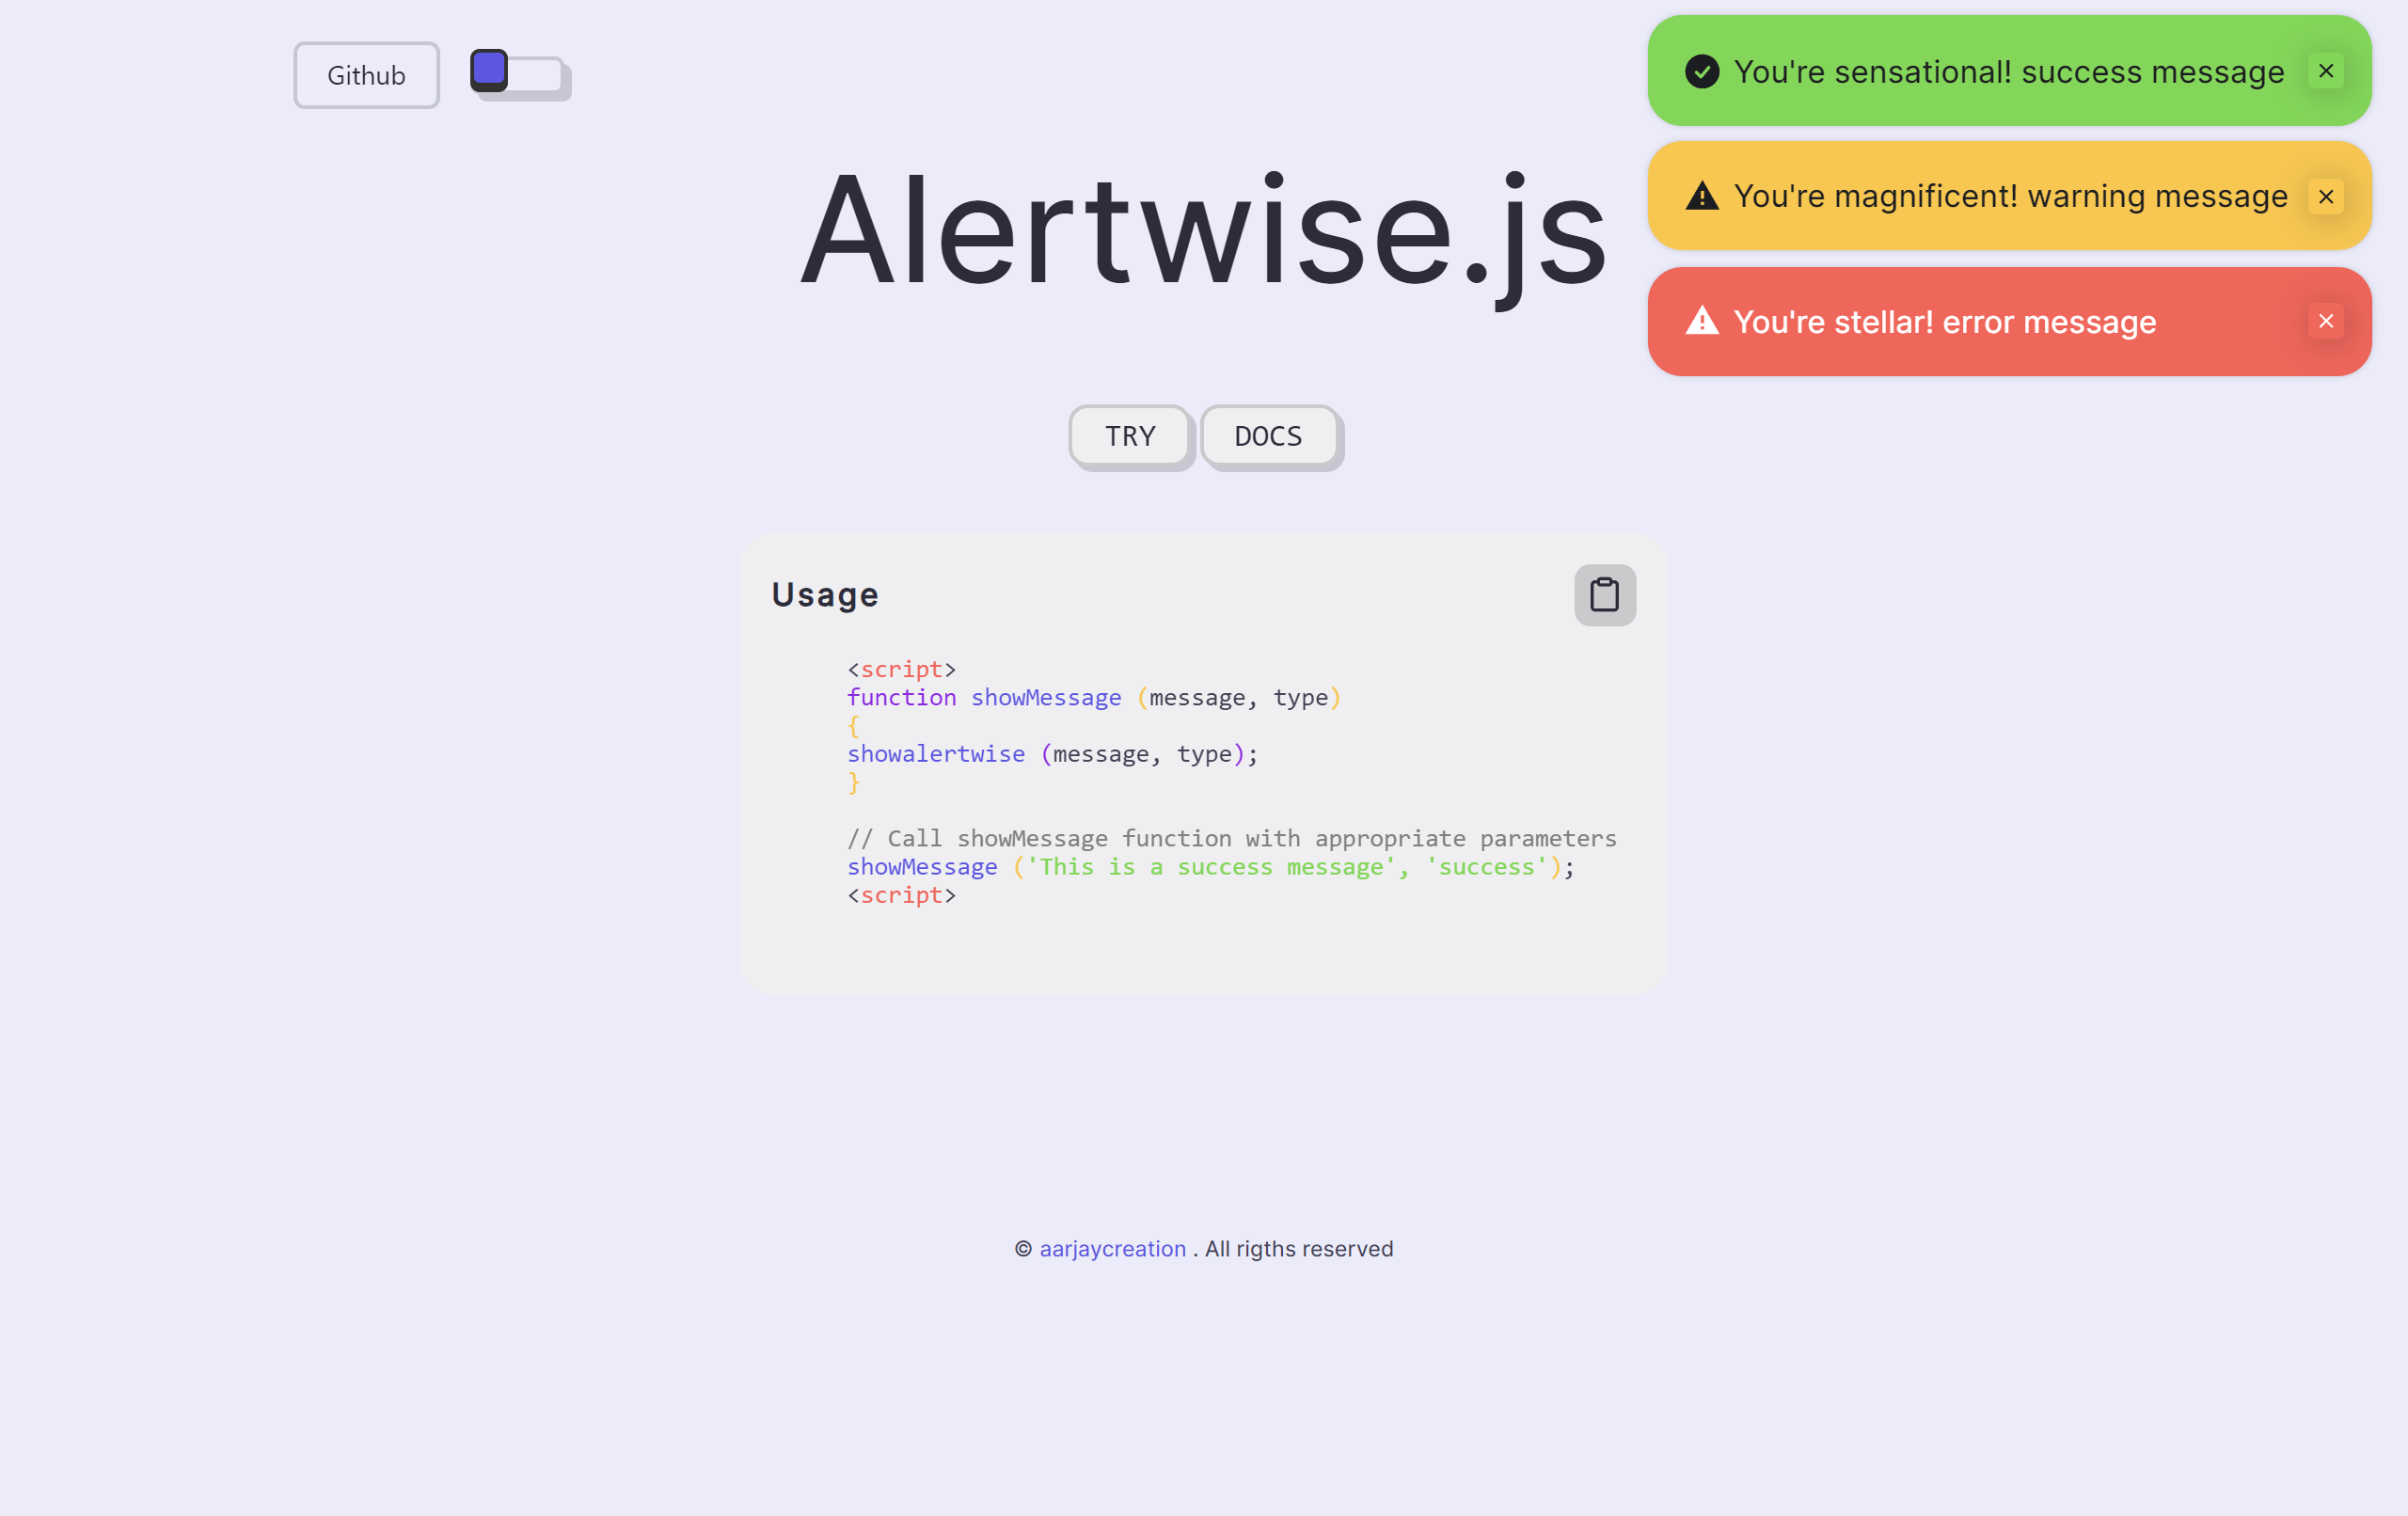 Github
You're sensational! success message
You're magnificent! warning message
You're stellar! error message
Alertwise.js
TRY
DOCS
Usage
<script>
function showMessage (message, type)
{
showalertwise (message, type);
}
// Call showMessage function with appropriate parameters
showMessage ('This is a success message', 'success');
<script>
© aarjaycreation . All rigths reserved